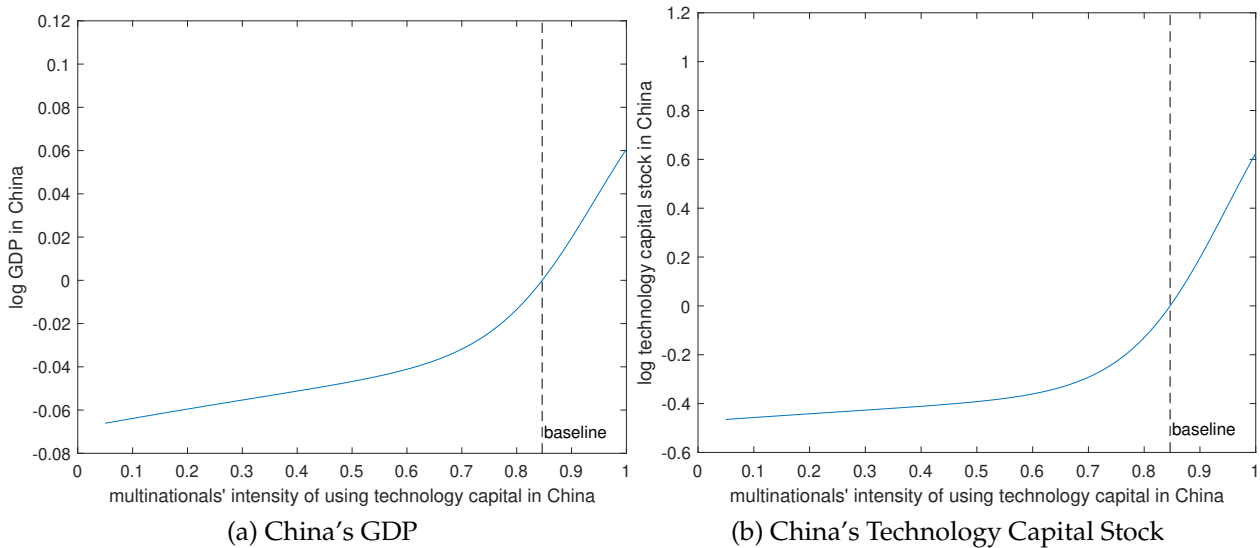 0.12
0.1
0.08
0.06
0.04
0.02
0
-0.02
-0.04
-0.06
-0.08
log GDP in China
baseline
0 0.1 0.2 0.3 0.4 0.5 0.6 0.7 0.8 0.9 1
multinationals' intensity of using technology capital in China
(a) China's GDP
1.2
1
0.8
0.6
0.4
0.2
0
-0.2
-0.4
-0.6
log technology capital stock in China
baseline
0 0.1 0.2 0.3 0.4 0.5 0.6 0.7 0.8 0.9 1
multinationals' intensity of using technology capital in China
(b) China's Technology Capital Stock